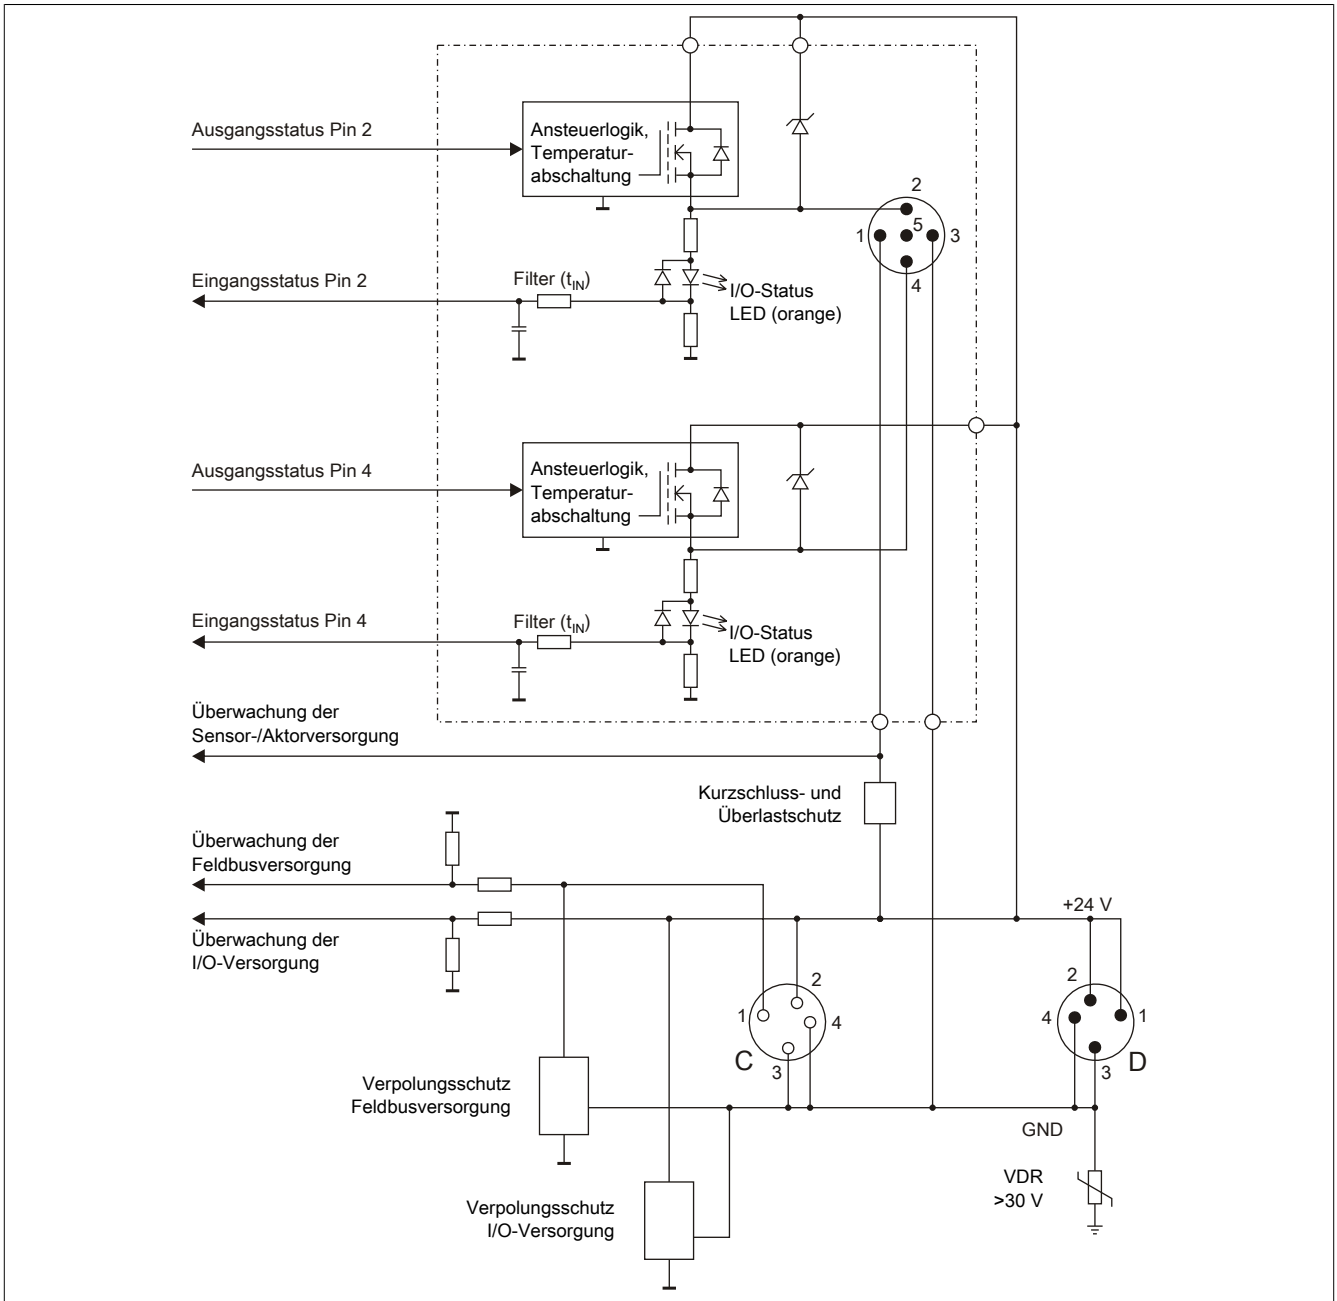 Ausgangsstatus Pin 2
Ansteuerlogik,
Temperatur-
abschaltung
2
1
5
3
4
Eingangsstatus Pin 2
Filter (tIN)
I/O-Status
LED (orange)
Ausgangsstatus Pin 4
Ansteuerlogik,
Temperatur-
abschaltung
Eingangsstatus Pin 4
Filter (tIN)
I/O-Status
LED (orange)
Überwachung der
Sensor-/Aktorversorgung
Kurzschluss- und
Überlastschutz
Überwachung der
Feldbusversorgung
+24 V
Überwachung der
I/O-Versorgung
2
1
4
3
C
2
4
1
3
D
Verpolungsschutz
Feldbusversorgung
GND
VDR
>30 V
Verpolungsschutz
I/O-Versorgung